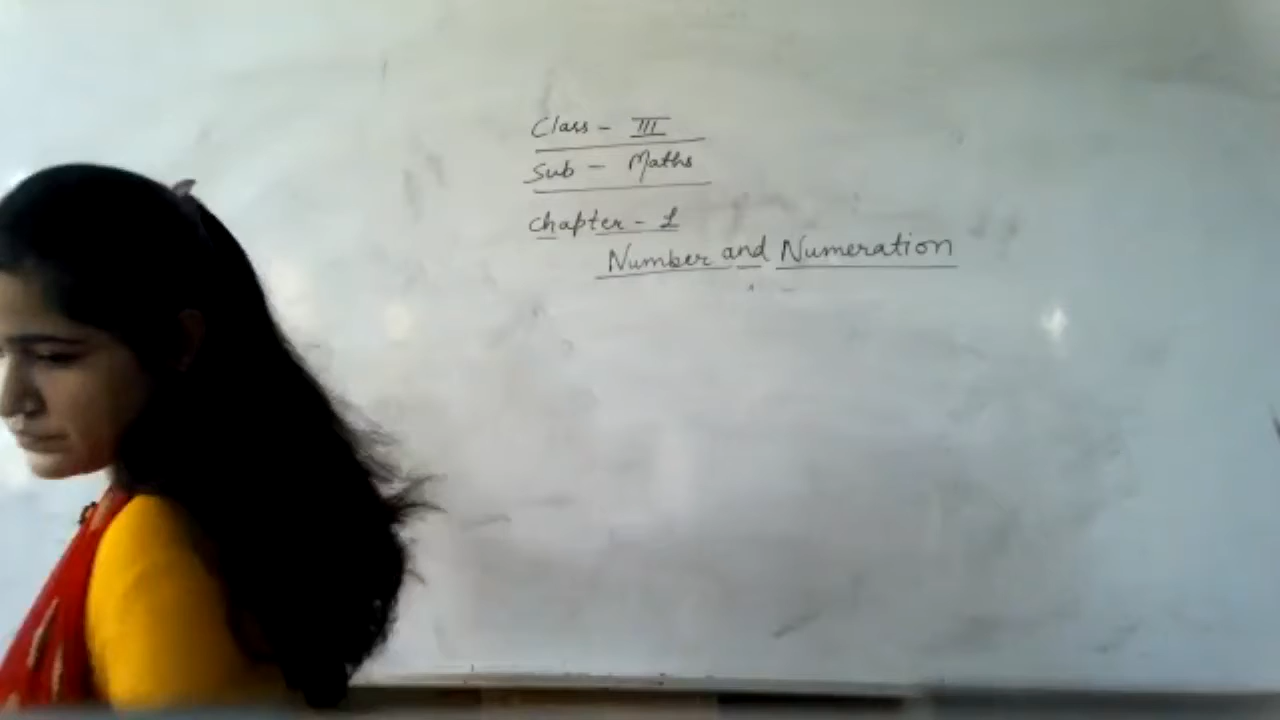 Class - III
Sub - Maths
Chapter - 1
Number and Numeration